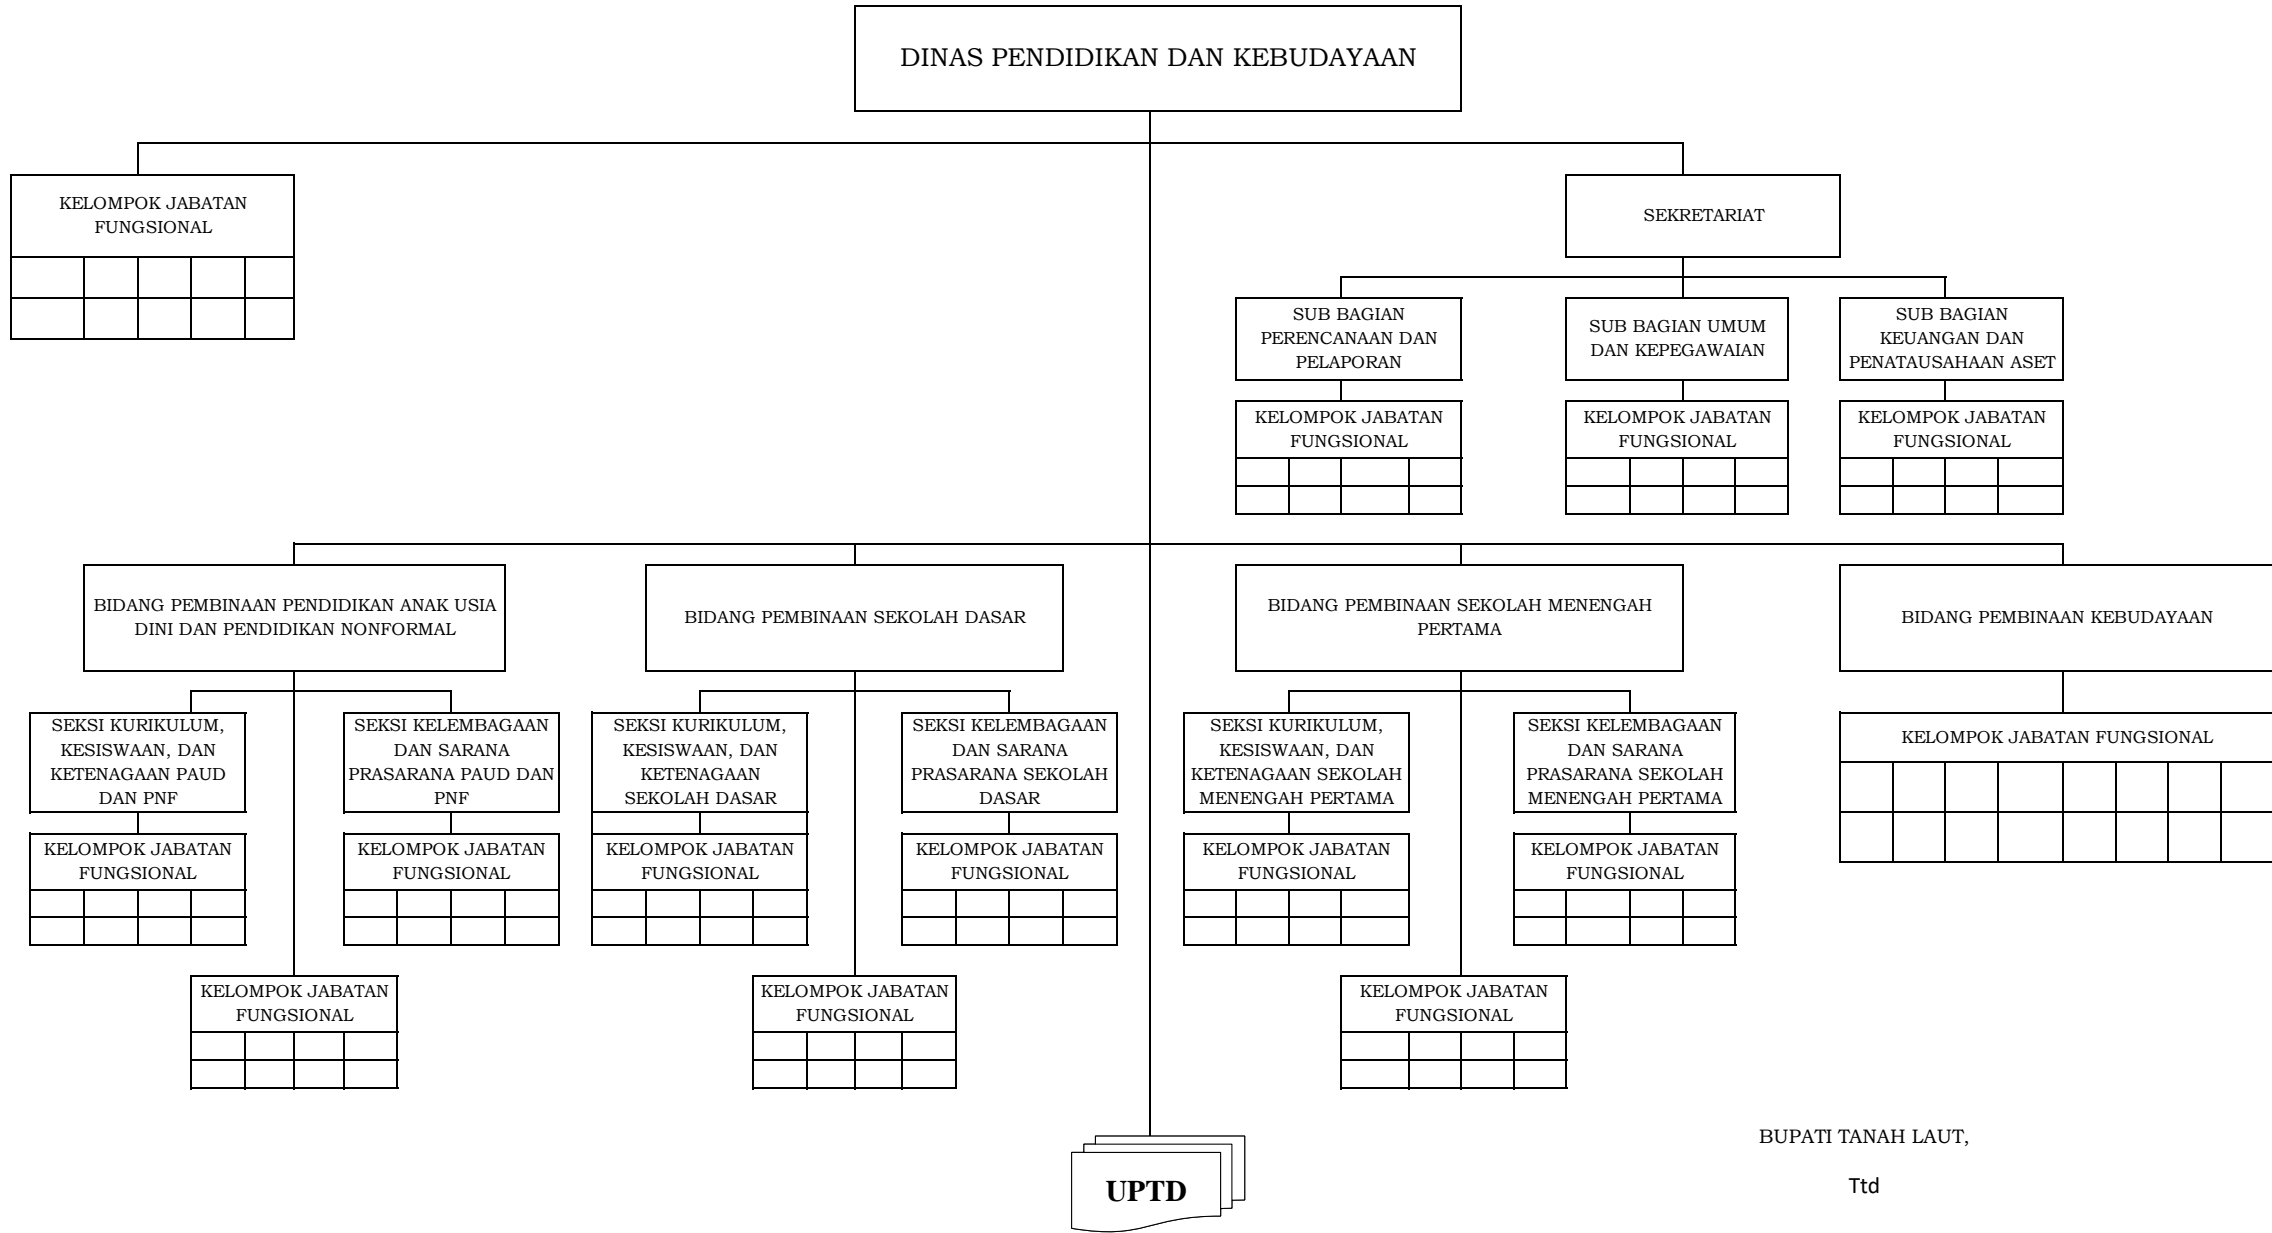 DINAS PENDIDIKAN DAN KEBUDAYAAN
KELOMPOK JABATAN
FUNGSIONAL
SEKRETARIAT
SUB BAGIAN
PERENCANAAN DAN
PELAPORAN
SUB BAGIAN UMUM
DAN KEPEGAWAIAN
SUB BAGIAN
KEUANGAN DAN
PENATAUSAHAAN ASET
KELOMPOK JABATAN
FUNGSIONAL
KELOMPOK JABATAN
FUNGSIONAL
KELOMPOK JABATAN
FUNGSIONAL
BIDANG PEMBINAAN PENDIDIKAN ANAK USIA
DINI DAN PENDIDIKAN NONFORMAL
BIDANG PEMBINAAN SEKOLAH DASAR
BIDANG PEMBINAAN SEKOLAH MENENGAH
PERTAMA
BIDANG PEMBINAAN KEBUDAYAAN
SEKSI KURIKULUM,
KESISWAAN, DAN
KETENAGAAN PAUD
DAN PNF
SEKSI KELEMBAGAAN
DAN SARANA
PRASARANA PAUD DAN
PNF
SEKSI KURIKULUM,
KESISWAAN, DAN
KETENAGAAN
SEKOLAH DASAR
SEKSI KELEMBAGAAN
DAN SARANA
PRASARANA SEKOLAH
DASAR
SEKSI KURIKULUM,
KESISWAAN, DAN
KETENAGAAN SEKOLAH
MENENGAH PERTAMA
SEKSI KELEMBAGAAN
DAN SARANA
PRASARANA SEKOLAH
MENENGAH PERTAMA
KELOMPOK JABATAN FUNGSIONAL
KELOMPOK JABATAN
FUNGSIONAL
KELOMPOK JABATAN
FUNGSIONAL
KELOMPOK JABATAN
FUNGSIONAL
KELOMPOK JABATAN
FUNGSIONAL
KELOMPOK JABATAN
FUNGSIONAL
KELOMPOK JABATAN
FUNGSIONAL
KELOMPOK JABATAN
FUNGSIONAL
KELOMPOK JABATAN
FUNGSIONAL
KELOMPOK JABATAN
FUNGSIONAL
UPTD
BUPATI TANAH LAUT,
Ttd